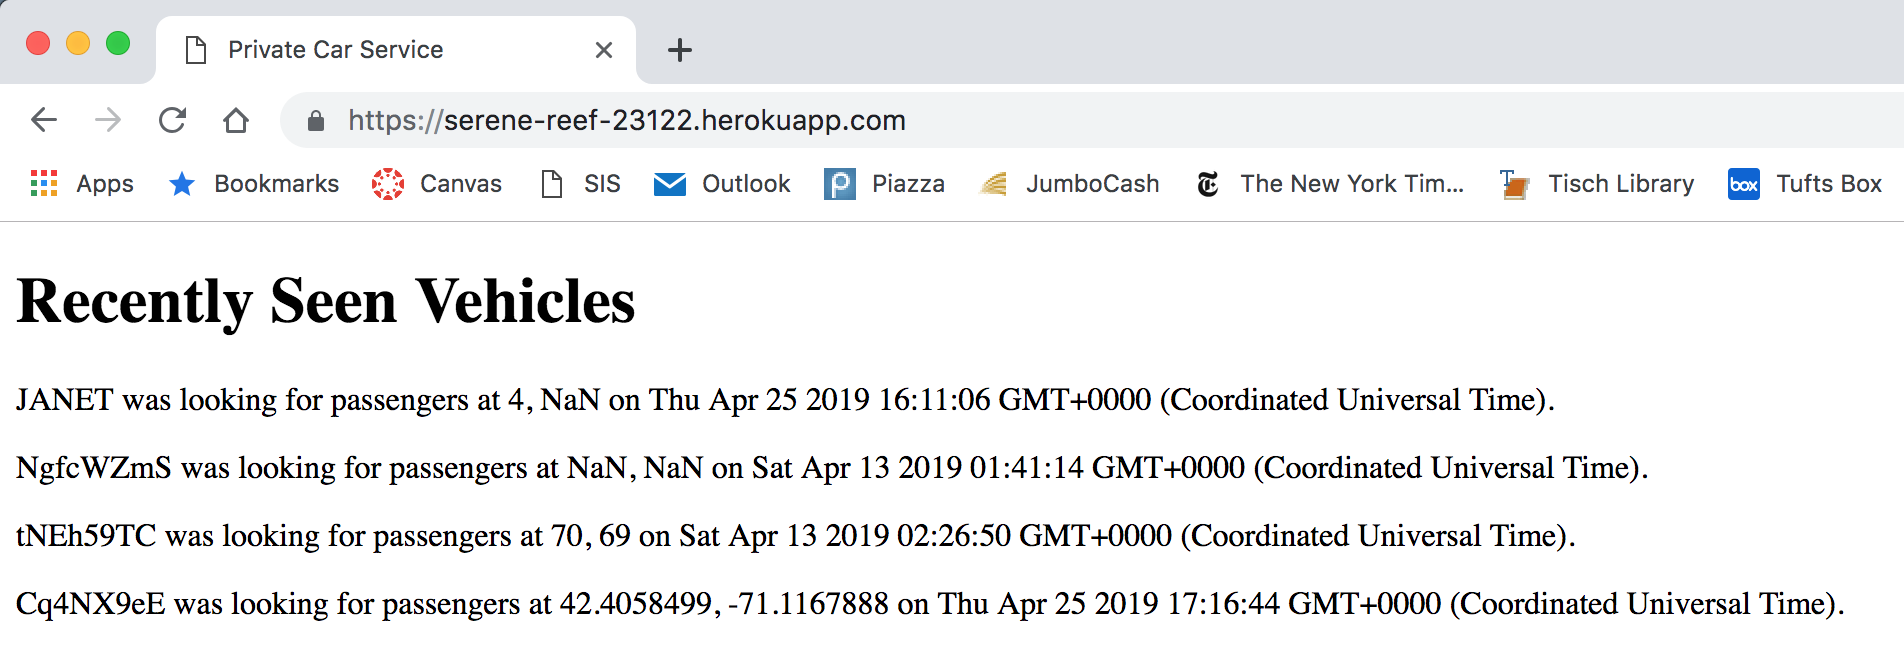 Private Car Service
https://serene-reef-23122.herokuapp.com
Apps Bookmarks Canvas SIS Outlook Piazza JumboCash The New York Tim... Tisch Library box Tufts Box
Recently Seen Vehicles
JANET was looking for passengers at 4, NaN on Thu Apr 25 2019 16:11:06 GMT+0000 (Coordinated Universal Time).
NgfcWZmS was looking for passengers at NaN, NaN on Sat Apr 13 2019 01:41:14 GMT+0000 (Coordinated Universal Time).
tNEh59TC was looking for passengers at 70, 69 on Sat Apr 13 2019 02:26:50 GMT+0000 (Coordinated Universal Time).
Cq4NX9eE was looking for passengers at 42.4058499, -71.1167888 on Thu Apr 25 2019 17:16:44 GMT+0000 (Coordinated Universal Time).